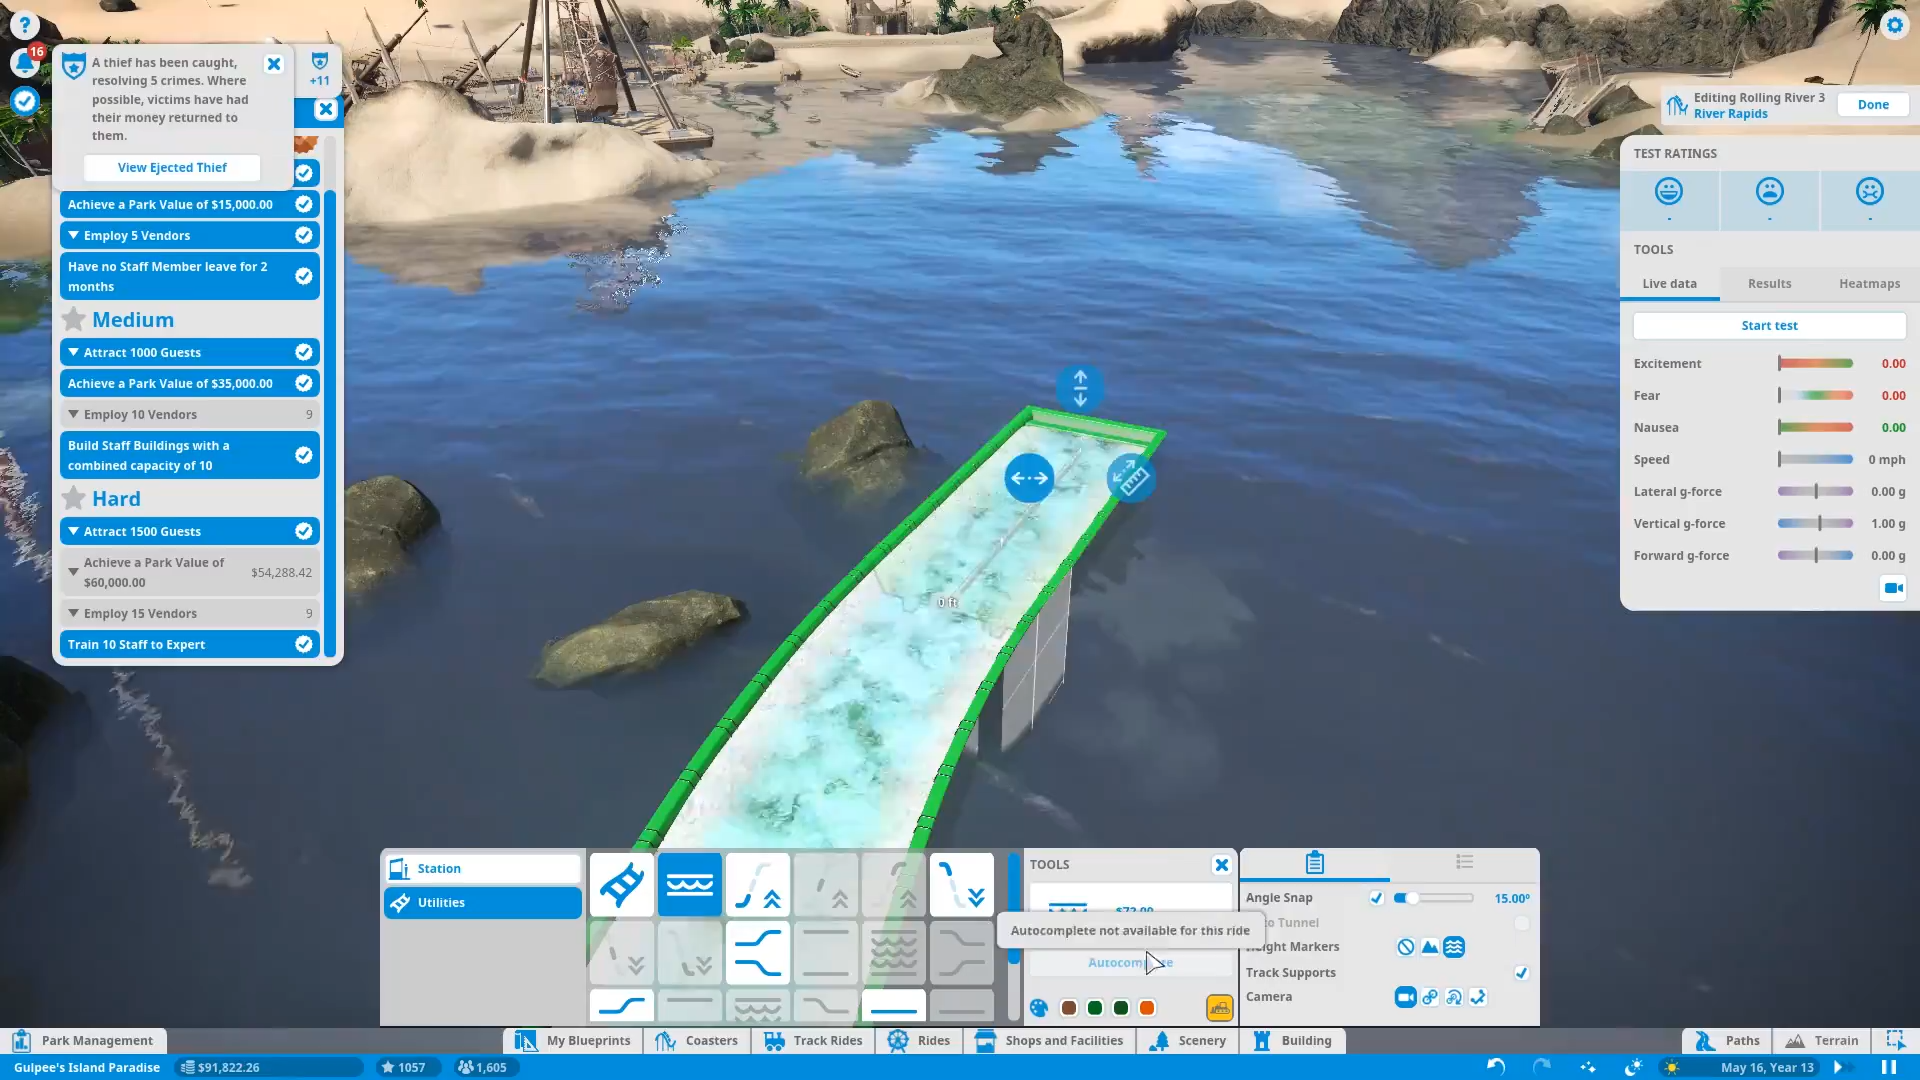 16
A thief has been caught,
resolving 5 crimes. Where
possible, victims have had
their money returned to
them.
View Ejected Thief
+11
Achieve a Park Value of $15,000.00
Employ 5 Vendors
Have no Staff Member leave for 2
months
Medium
Attract 1000 Guests
Achieve a Park Value of $35,000.00
Employ 10 Vendors 9
Build Staff Buildings with a
combined capacity of 10
Hard
Attract 1500 Guests
Achieve a Park Value of
$60,000.00 $54,288.42
Employ 15 Vendors 9
Train 10 Staff to Expert
0 ft
Editing Rolling River 3
River Rapids
Done
TEST RATINGS
- - -
TOOLS
Live data Results Heatmaps
Start test
Excitement 0.00
Fear 0.00
Nausea 0.00
Speed 0 mph
Lateral g-force 0.00 g
Vertical g-force 1.00 g
Forward g-force 0.00 g
Station
Utilities
TOOLS
$72.00
Autocomplete not available for this ride
Angle Snap 15.00°
Tunnel
Height Markers
Track Supports
Camera
Park Management
My Blueprints
Coasters
Track Rides
Rides
Shops and Facilities
Scenery
Building
Paths
Terrain
Gulpee's Island Paradise
$91,822.26
1057
1,605
May 16, Year 13